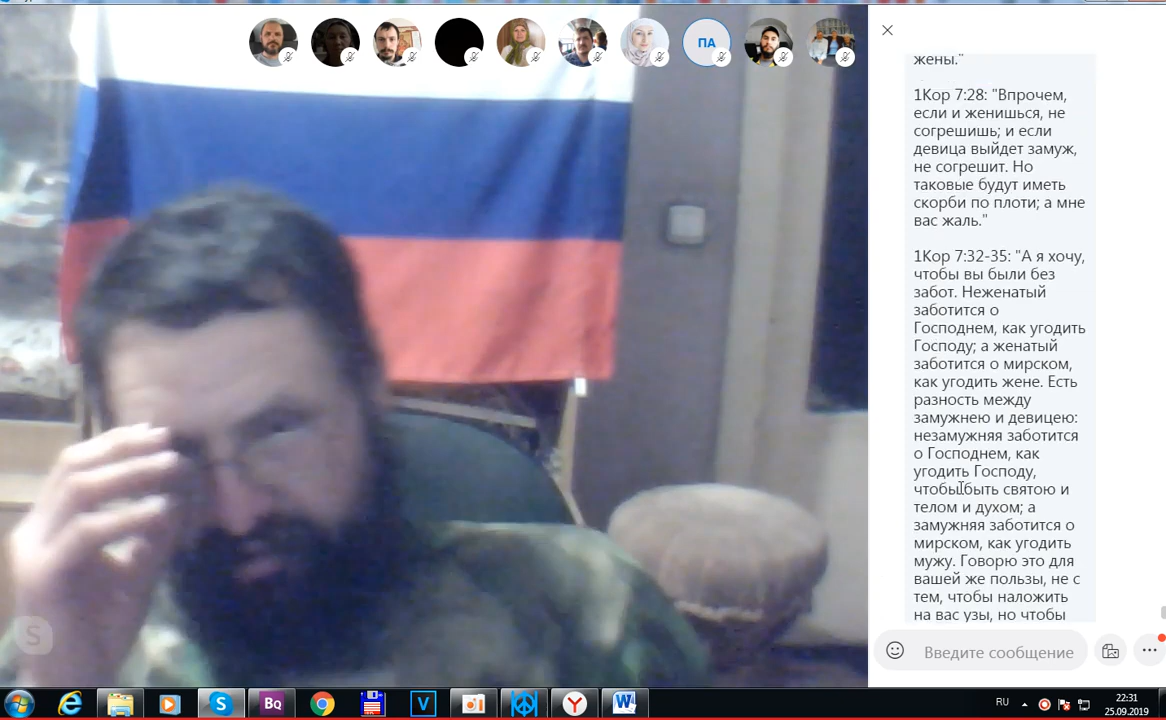 ПА
жены."
1Кор 7:28: "Впрочем,
если и женишься, не
согрешишь; и если
девица выйдет замуж,
не согрешит. Но
таковые будут иметь
скорби по плоти; а мне
вас жаль."
1Кор 7:32-35: "А я хочу,
чтобы вы были без
забот. Неженатый
заботится о
Господнем, как угодить
Господу; а женатый
заботится о мирском,
как угодить жене. Есть
разность между
замужнею и девицею:
незамужняя заботится
о Господнем, как
угодить Господу,
чтобы быть святою и
телом и духом; а
замужняя заботится о
мирском, как угодить
мужу. Говорю это для
вашей же пользы, не с
тем, чтобы наложить
на вас узы, но чтобы
Введите сообщение
S
Bq
V
Y
W
RU
22:31
25.09.2019